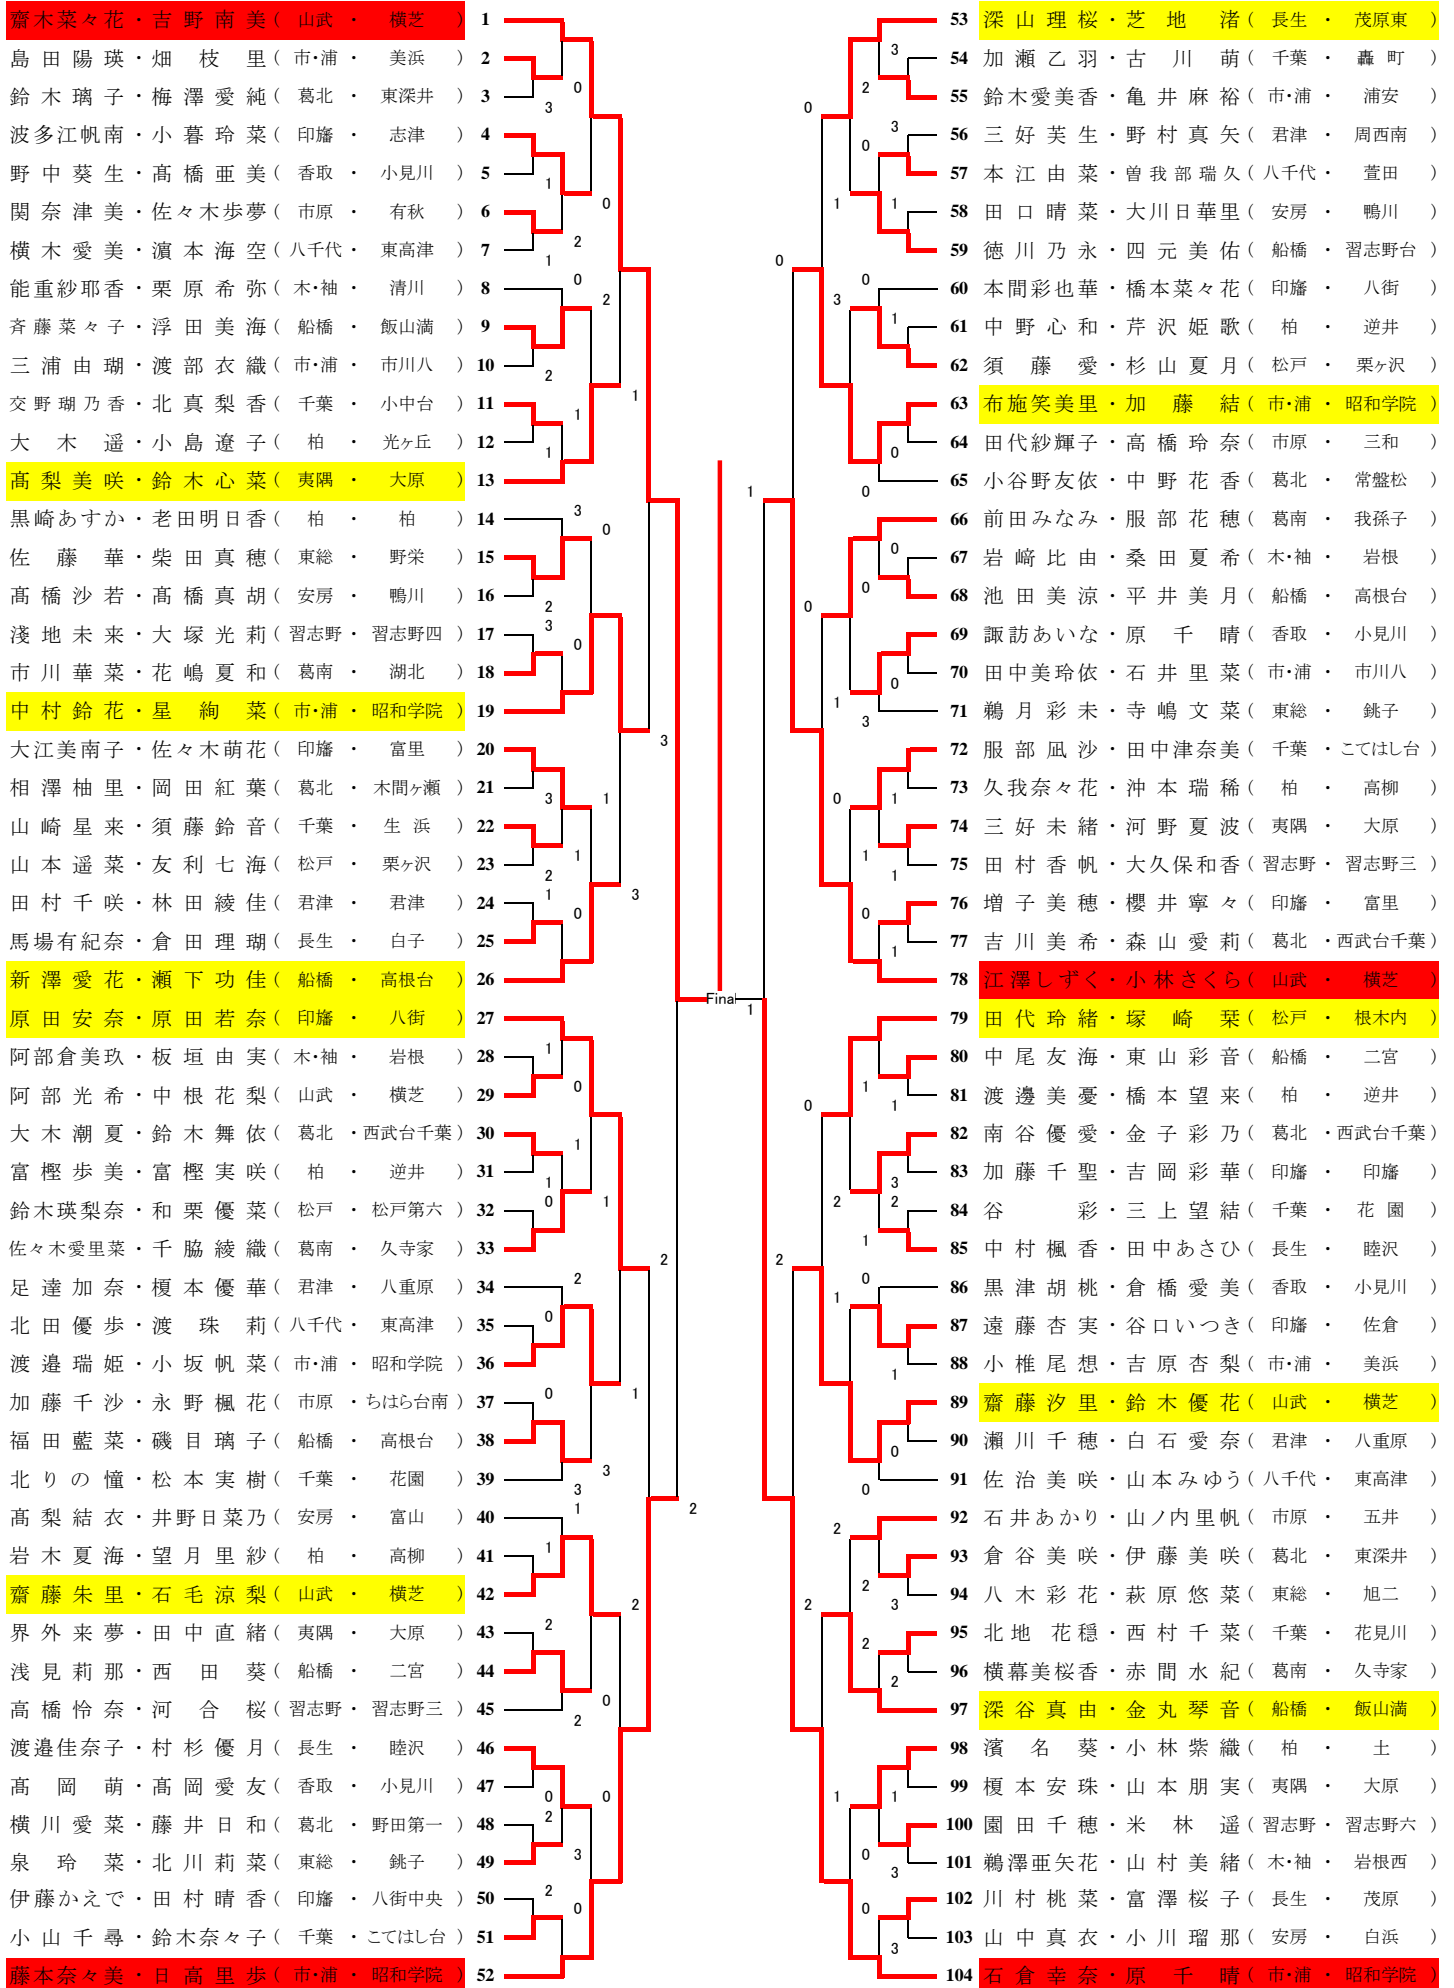 齋木菜々花・吉野南美(山武・横芝) 1
島田陽瑛・畑枝里(市・浦・美浜) 2
鈴木璃子・梅澤愛純(葛北・東深井) 3
波多江帆南・小暮玲菜(印旛・志津) 4
野中葵生・髙橋亜美(香取・小見川) 5
関奈津美・佐々木歩夢(市原・有秋) 6
横木愛美・濵本海空(八千代・東高津) 7
能重紗耶香・栗原希弥(木・袖・清川) 8
斉藤菜々子・浮田美海(船橋・飯山満) 9
三浦由瑚・渡部衣織(市・浦・市川八) 10
交野瑚乃香・北真梨香(千葉・小中台) 11
大木遥・小島遼子(柏・光ヶ丘) 12
髙梨美咲・鈴木心菜(夷隅・大原) 13
黒崎あすか・老田明日香(柏・柏) 14
佐藤華・柴田真穂(東総・野栄) 15
髙橋沙若・髙橋真胡(安房・鴨川) 16
淺地未来・大塚光莉(習志野・習志野四) 17
市川華菜・花嶋夏和(葛南・湖北) 18
中村鈴花・星絢菜(市・浦・昭和学院) 19
大江美南子・佐々木萌花(印旛・富里) 20
相澤柚里・岡田紅葉(葛北・木間ヶ瀬) 21
山崎星来・須藤鈴音(千葉・生浜) 22
山本遥菜・友利七海(松戸・栗ヶ沢) 23
田村千咲・林田綾佳(君津・君津) 24
馬場有紀奈・倉田理瑚(長生・白子) 25
新澤愛花・瀬下功佳(船橋・高根台) 26
原田安奈・原田若奈(印旛・八街) 27
阿部倉美玖・板垣由実(木・袖・岩根) 28
阿部光希・中根花梨(山武・横芝) 29
大木潮夏・鈴木舞依(葛北・西武台千葉) 30
富樫歩美・富樫実咲(柏・逆井) 31
鈴木瑛梨奈・和栗優菜(松戸・松戸第六) 32
佐々木愛里菜・千脇綾織(葛南・久寺家) 33
足達加奈・榎本優華(君津・八重原) 34
北田優歩・渡珠莉(八千代・東高津) 35
渡邉瑞姫・小坂帆菜(市・浦・昭和学院) 36
加藤千沙・永野楓花(市原・ちはら台南) 37
福田藍菜・磯目璃子(船橋・高根台) 38
北りの憧・松本実樹(千葉・花園) 39
髙梨結衣・井野日菜乃(安房・富山) 40
岩木夏海・望月里紗(柏・高柳) 41
齋藤朱里・石毛涼梨(山武・横芝) 42
界外来夢・田中直緒(夷隅・大原) 43
浅見莉那・西田葵(船橋・二宮) 44
高橋怜奈・河合桜(習志野・習志野三) 45
渡邉佳奈子・村杉優月(長生・睦沢) 46
髙岡萌・髙岡愛友(香取・小見川) 47
横川愛菜・藤井日和(葛北・野田第一) 48
泉玲菜・北川莉菜(東総・銚子) 49
伊藤かえで・田村晴香(印旛・八街中央) 50
小山千尋・鈴木奈々子(千葉・こてはし台) 51
藤本奈々美・日高里歩(市・浦・昭和学院) 52
Final
53 深山理桜・芝地渚(長生・茂原東)
54 加瀬乙羽・古川萌(千葉・轟町)
55 鈴木愛美香・亀井麻裕(市・浦・浦安)
56 三好芙生・野村真矢(君津・周西南)
57 本江由菜・曽我部瑞久(八千代・萱田)
58 田口晴菜・大川日華里(安房・鴨川)
59 徳川乃永・四元美佑(船橋・習志野台)
60 本間彩也華・橋本菜々花(印旛・八街)
61 中野心和・芹沢姫歌(柏・逆井)
62 須藤愛・杉山夏月(松戸・栗ヶ沢)
63 布施笑美里・加藤結(市・浦・昭和学院)
64 田代紗輝子・高橋玲奈(市原・三和)
65 小谷野友依・中野花香(葛北・常盤松)
66 前田みなみ・服部花穂(葛南・我孫子)
67 岩﨑比由・桑田夏希(木・袖・岩根)
68 池田美涼・平井美月(船橋・高根台)
69 諏訪あいな・原千晴(香取・小見川)
70 田中美玲依・石井里菜(市・浦・市川八)
71 鵜月彩未・寺嶋文菜(東総・銚子)
72 服部凪沙・田中津奈美(千葉・こてはし台)
73 久我奈々花・沖本瑞稀(柏・高柳)
74 三好未緒・河野夏波(夷隅・大原)
75 田村香帆・大久保和香(習志野・習志野三)
76 増子美穂・櫻井寧々(印旛・富里)
77 吉川美希・森山愛莉(葛北・西武台千葉)
78 江澤しずく・小林さくら(山武・横芝)
79 田代玲緒・塚崎栞(松戸・根木内)
80 中尾友海・東山彩音(船橋・二宮)
81 渡邊美憂・橋本望来(柏・逆井)
82 南谷優愛・金子彩乃(葛北・西武台千葉)
83 加藤千聖・吉岡彩華(印旛・印旛)
84 谷彩・三上望結(千葉・花園)
85 中村楓香・田中あさひ(長生・睦沢)
86 黒津胡桃・倉橋愛美(香取・小見川)
87 遠藤杏実・谷口いつき(印旛・佐倉)
88 小椎尾想・吉原杏梨(市・浦・美浜)
89 齋藤汐里・鈴木優花(山武・横芝)
90 瀬川千穂・白石愛奈(君津・八重原)
91 佐治美咲・山本みゆう(八千代・東高津)
92 石井あかり・山ノ内里帆(市原・五井)
93 倉谷美咲・伊藤美咲(葛北・東深井)
94 八木彩花・萩原悠菜(東総・旭二)
95 北地花穏・西村千菜(千葉・花見川)
96 横幕美桜香・赤間水紀(葛南・久寺家)
97 深谷真由・金丸琴音(船橋・飯山満)
98 濱名葵・小林紫織(柏・土)
99 榎本安珠・山本朋実(夷隅・大原)
100 園田千穂・米林遥(習志野・習志野六)
101 鵜澤亜矢花・山村美緒(木・袖・岩根西)
102 川村桃菜・富澤桜子(長生・茂原)
103 山中真衣・小川瑠那(安房・白浜)
104 石倉幸奈・原千晴(市・浦・昭和学院)